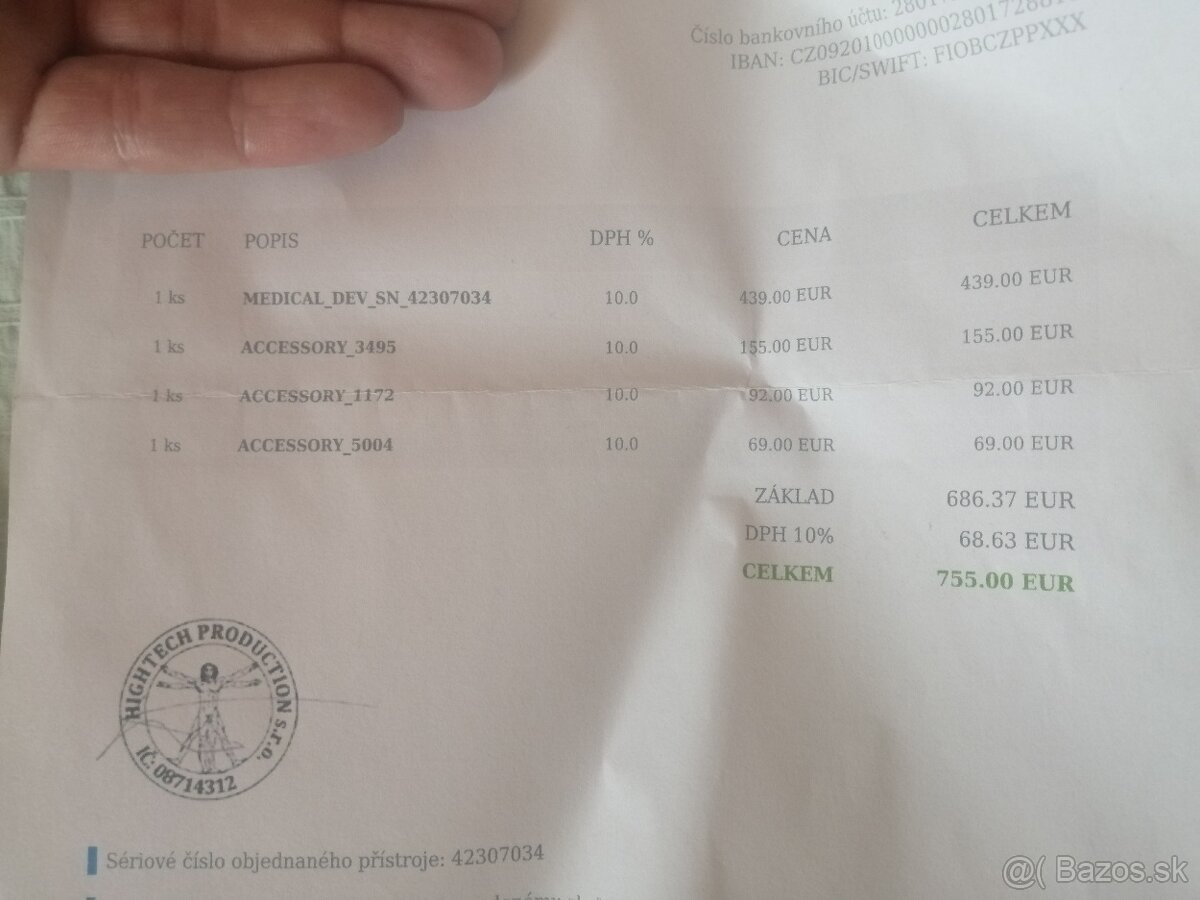 Číslo bankovního účtu:
IBAN:
BIC/SWIFT: FIOBCZPPXXX
POČET POPIS DPH % CENA CELKEM
1 ks MEDICAL_DEV_SN_42307034 10.0 439.00 EUR 439.00 EUR
1 ks ACCESSORY_3495 10.0 155.00 EUR 155.00 EUR
1 ks ACCESSORY_1172 10.0 92.00 EUR 92.00 EUR
1 ks ACCESSORY_5004 10.0 69.00 EUR 69.00 EUR
ZÁKLAD 686.37 EUR
DPH 10% 68.63 EUR
CELKEM 755.00 EUR
HIGHTECH PRODUCTION s.r.o.
IČ: 08714312
Sériové číslo objednaného přístroje: 42307034
@( Bazos.sk